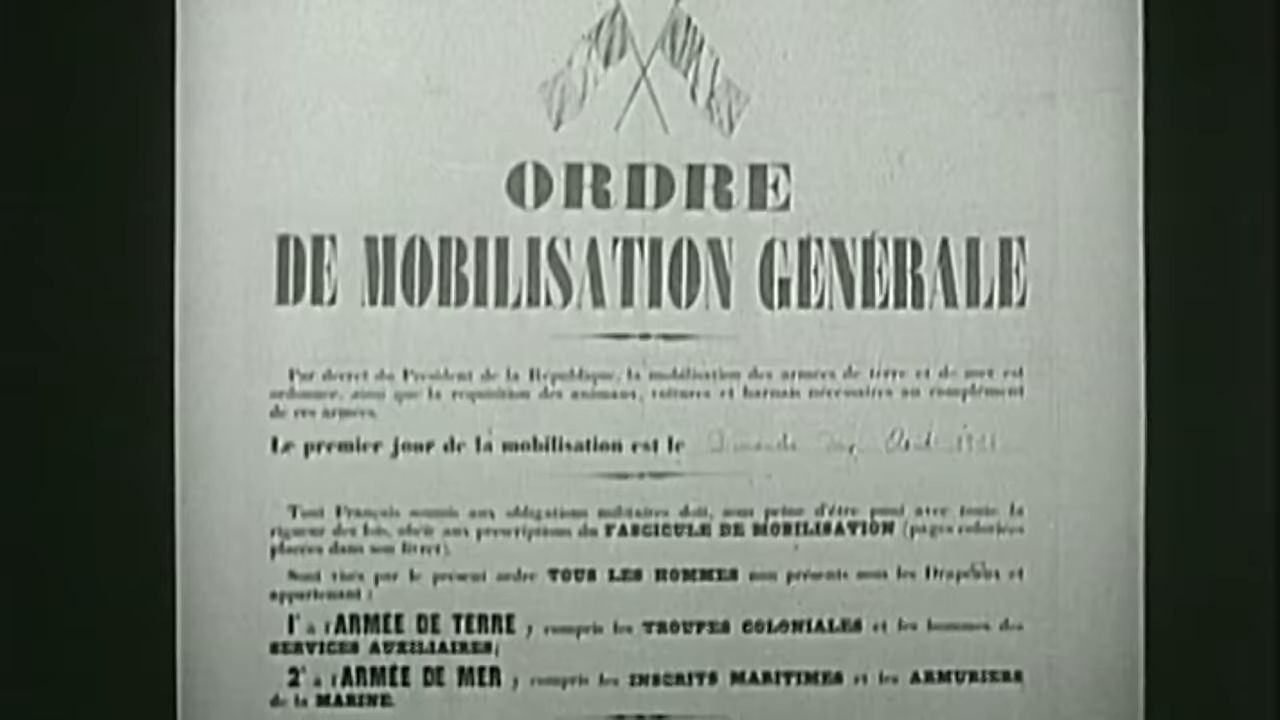 ORDRE
DE MOBILISATION GÉNÉRALE
Par décret du Président de la République, la mobilisation des armées de terre et de mer est
ordonnée, ainsi que la réquisition des animaux, voitures et harnais nécessaires au complément
de ces armées.
Le premier jour de la mobilisation est le Dimanche Août
Tout Français soumis aux obligations militaires doit, sous peine d'être puni avec toute la
rigueur des lois, obéir aux prescriptions du FASCICULE DE MOBILISATION (pages coloriées
placées dans son livret).
Sont visés par le présent ordre TOUS LES HOMMES non présents sous les Drapeaux et
appartenant :
1° à l'ARMÉE DE TERRE y compris les TROUPES COLONIALES et les hommes des
SERVICES AUXILIAIRES;
2° à l'ARMÉE DE MER y compris les INSCRITS MARITIMES et les ARMURIERS
de la MARINE.